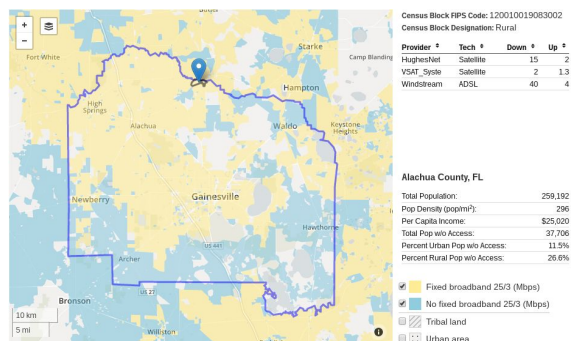 Census Block FIPS Code: 120010019083002
Census Block Designation: Rural
Provider Tech Down Up
HughesNet Satellite 15 2
VSAT_Syste Satellite 2 1.3
Windstream ADSL 40 4
Alachua County, FL
Total Population: 259,192
Pop Density (pop/mi²): 296
Per Capita Income: $25,020
Total Pop w/o Access: 37,706
Percent Urban Pop w/o Access: 11.5%
Percent Rural Pop w/o Access: 26.6%
Fixed broadband 25/3 (Mbps)
No fixed broadband 25/3 (Mbps)
Tribal land
Urban area
+
−
Starke
Fort White
Camp Blanding
Hampton
High
Springs
Alachua
Waldo
Keystone
Heights
Newberry
Gainesville
Hawthorne
US 441
Archer
US 27
Bronson
Williston
10 km
5 mi